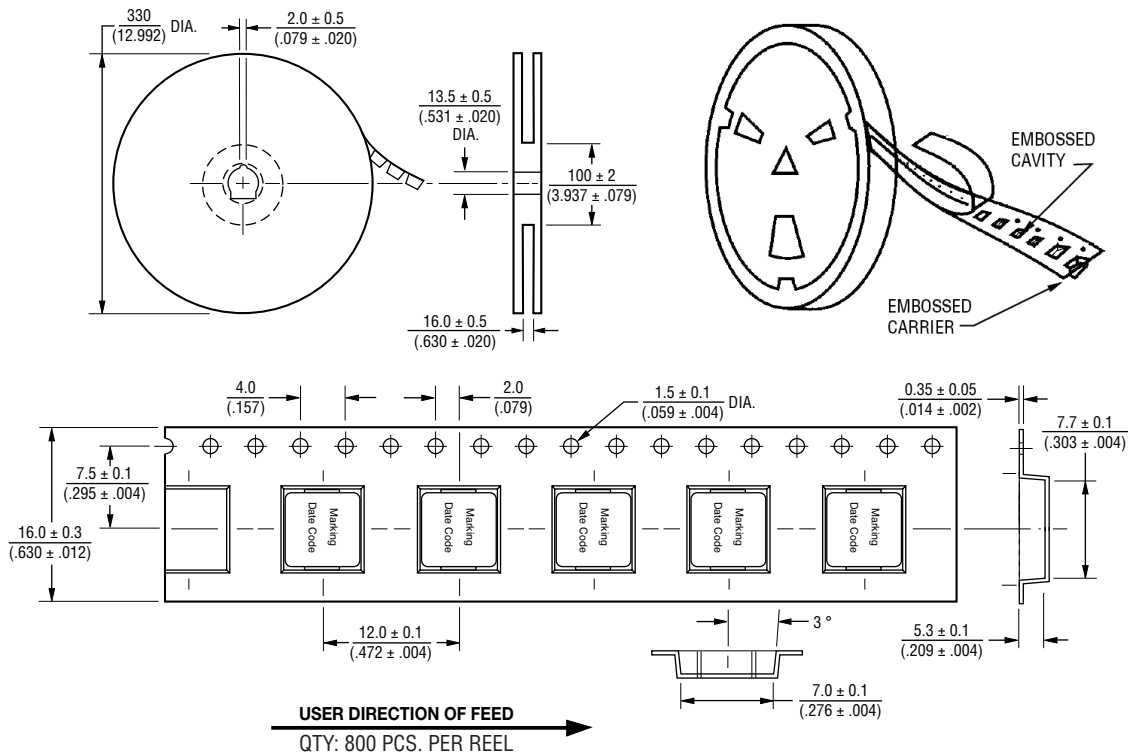 330
(12.992)
DIA.
2.0 ± 0.5
(.079 ± .020)
13.5 ± 0.5
(.531 ± .020)
DIA.
100 ± 2
(3.937 ± .079)
16.0 ± 0.5
(.630 ± .020)
EMBOSSED
CAVITY
EMBOSSED
CARRIER
4.0
(.157)
2.0
(.079)
1.5 ± 0.1
(.059 ± .004)
DIA.
0.35 ± 0.05
(.014 ± .002)
7.7 ± 0.1
(.303 ± .004)
7.5 ± 0.1
(.295 ± .004)
16.0 ± 0.3
(.630 ± .012)
Marking
Date Code
Marking
Date Code
Marking
Date Code
Marking
Date Code
Marking
Date Code
12.0 ± 0.1
(.472 ± .004)
3 °
5.3 ± 0.1
(.209 ± .004)
7.0 ± 0.1
(.276 ± .004)
USER DIRECTION OF FEED
QTY: 800 PCS. PER REEL